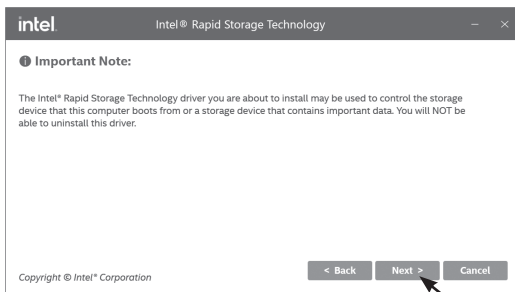 intel. Intel® Rapid Storage Technology
Important Note:
The Intel® Rapid Storage Technology driver you are about to install may be used to control the storage
device that this computer boots from or a storage device that contains important data. You will NOT be
able to uninstall this driver.
Copyright © Intel® Corporation
< Back Next > Cancel